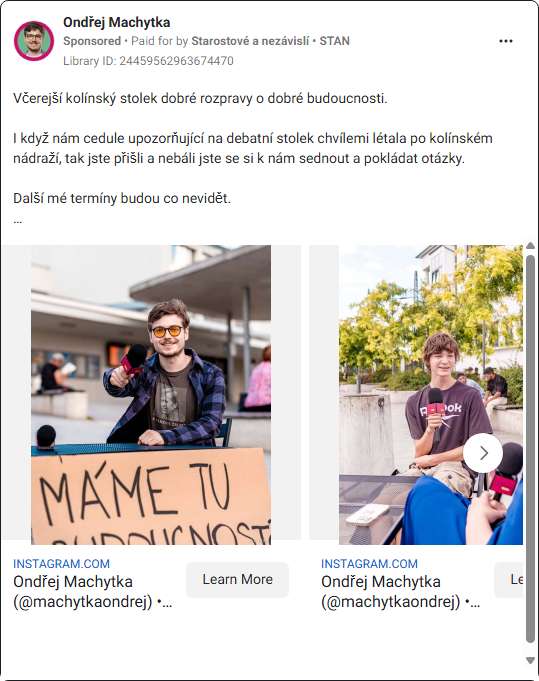 Ondřej Machytka
Sponsored • Paid for by Starostové a nezávislí • STAN
Library ID: 24459562963674470
Včerejší kolínský stolek dobré rozpravy o dobré budoucnosti.
I když nám cedule upozorňující na debatní stolek chvílemi létala po kolínském
nádraží, tak jste přišli a nebáli jste se si k nám sednout a pokládat otázky.
Další mé termíny budou co nevidět.
...
MÁME TU
BUDOUCNOST
Reebok
INSTAGRAM.COM
Ondřej Machytka
(@machytkaondrej) •...
Learn More
INSTAGRAM.COM
Ondřej Machytka
(@machytkaondrej) •...
Le